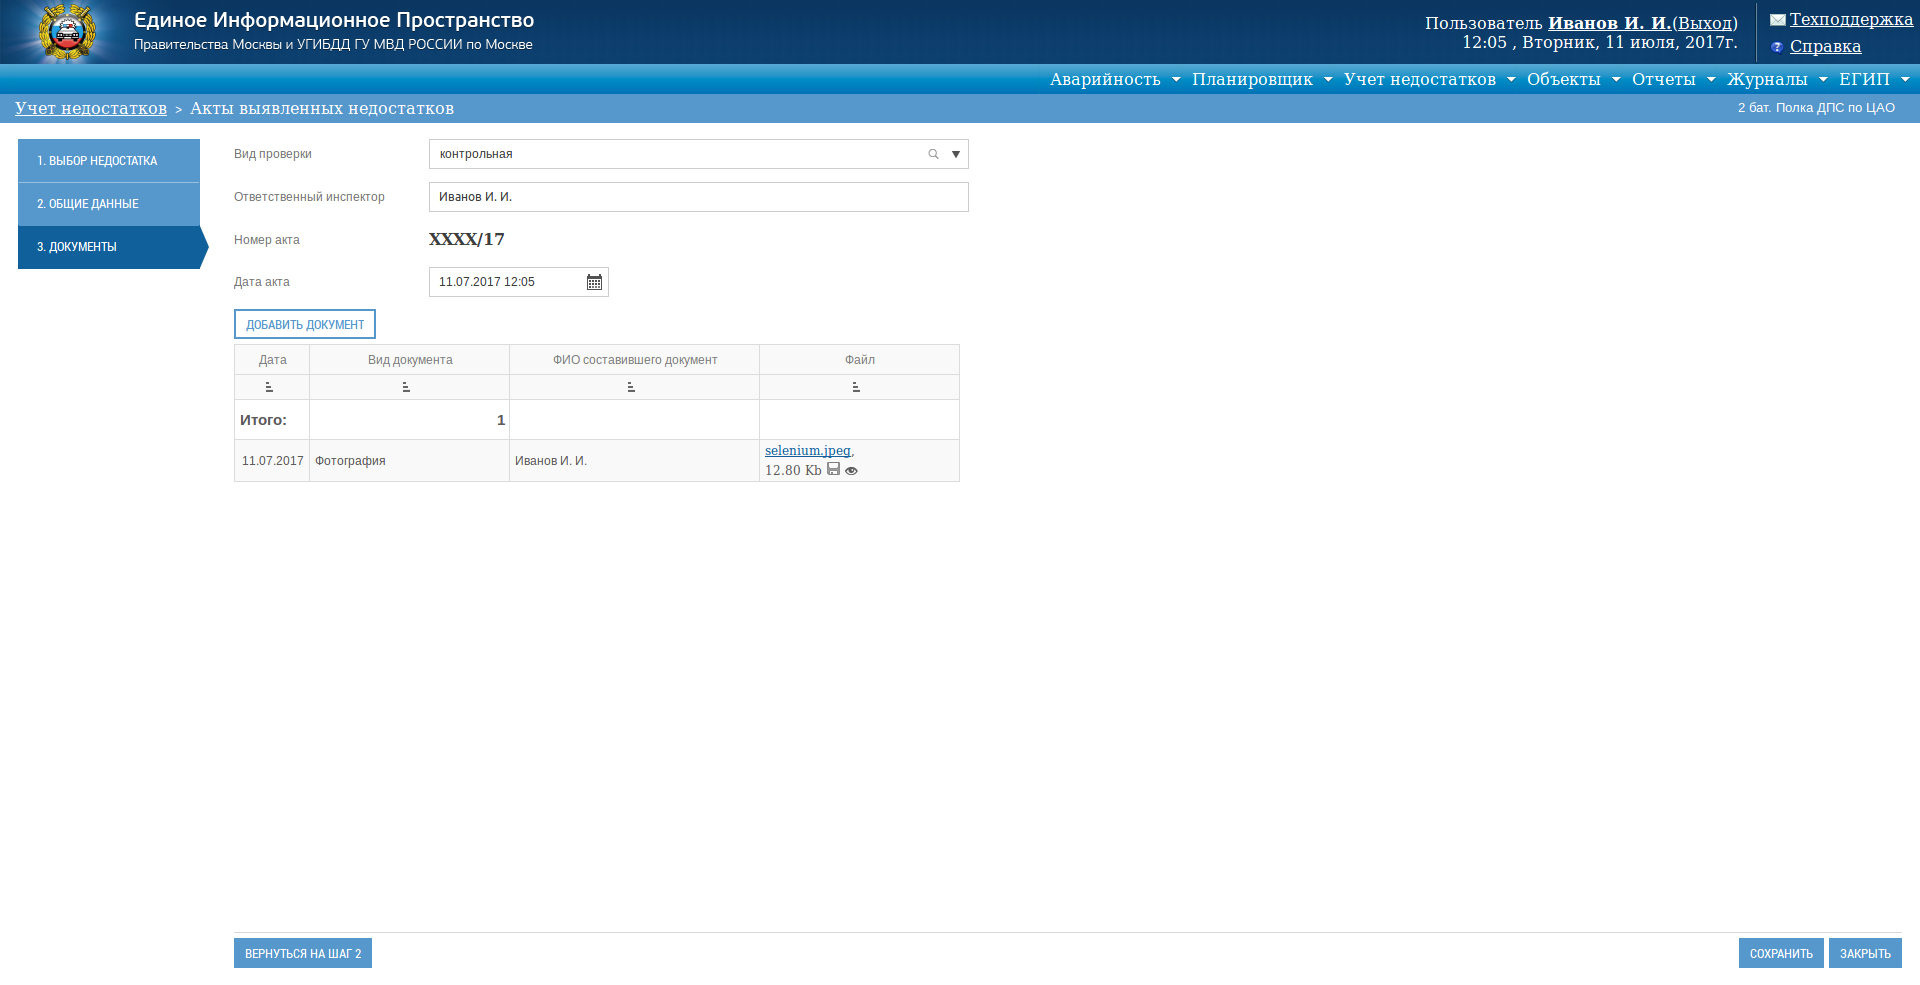 Единое Информационное Пространство
Правительства Москвы и УГИБДД ГУ МВД РОССИИ по Москве
Пользователь Иванов И. И.(Выход)
12:05 , Вторник, 11 июля, 2017г.
Техподдержка
Справка
Аварийность Планировщик Учет недостатков Объекты Отчеты Журналы ЕГИП
Учет недостатков > Акты выявленных недостатков
2 бат. Полка ДПС по ЦАО
1. ВЫБОР НЕДОСТАТКА
2. ОБЩИЕ ДАННЫЕ
3. ДОКУМЕНТЫ
Вид проверки контрольная
Ответственный инспектор Иванов И. И.
Номер акта XXXX/17
Дата акта 11.07.2017 12:05
ДОБАВИТЬ ДОКУМЕНТ
Дата Вид документа ФИО составившего документ Файл
Итого: 1
11.07.2017 Фотография Иванов И. И. selenium.jpeg,
12.80 Kb
ВЕРНУТЬСЯ НА ШАГ 2 СОХРАНИТЬ ЗАКРЫТЬ